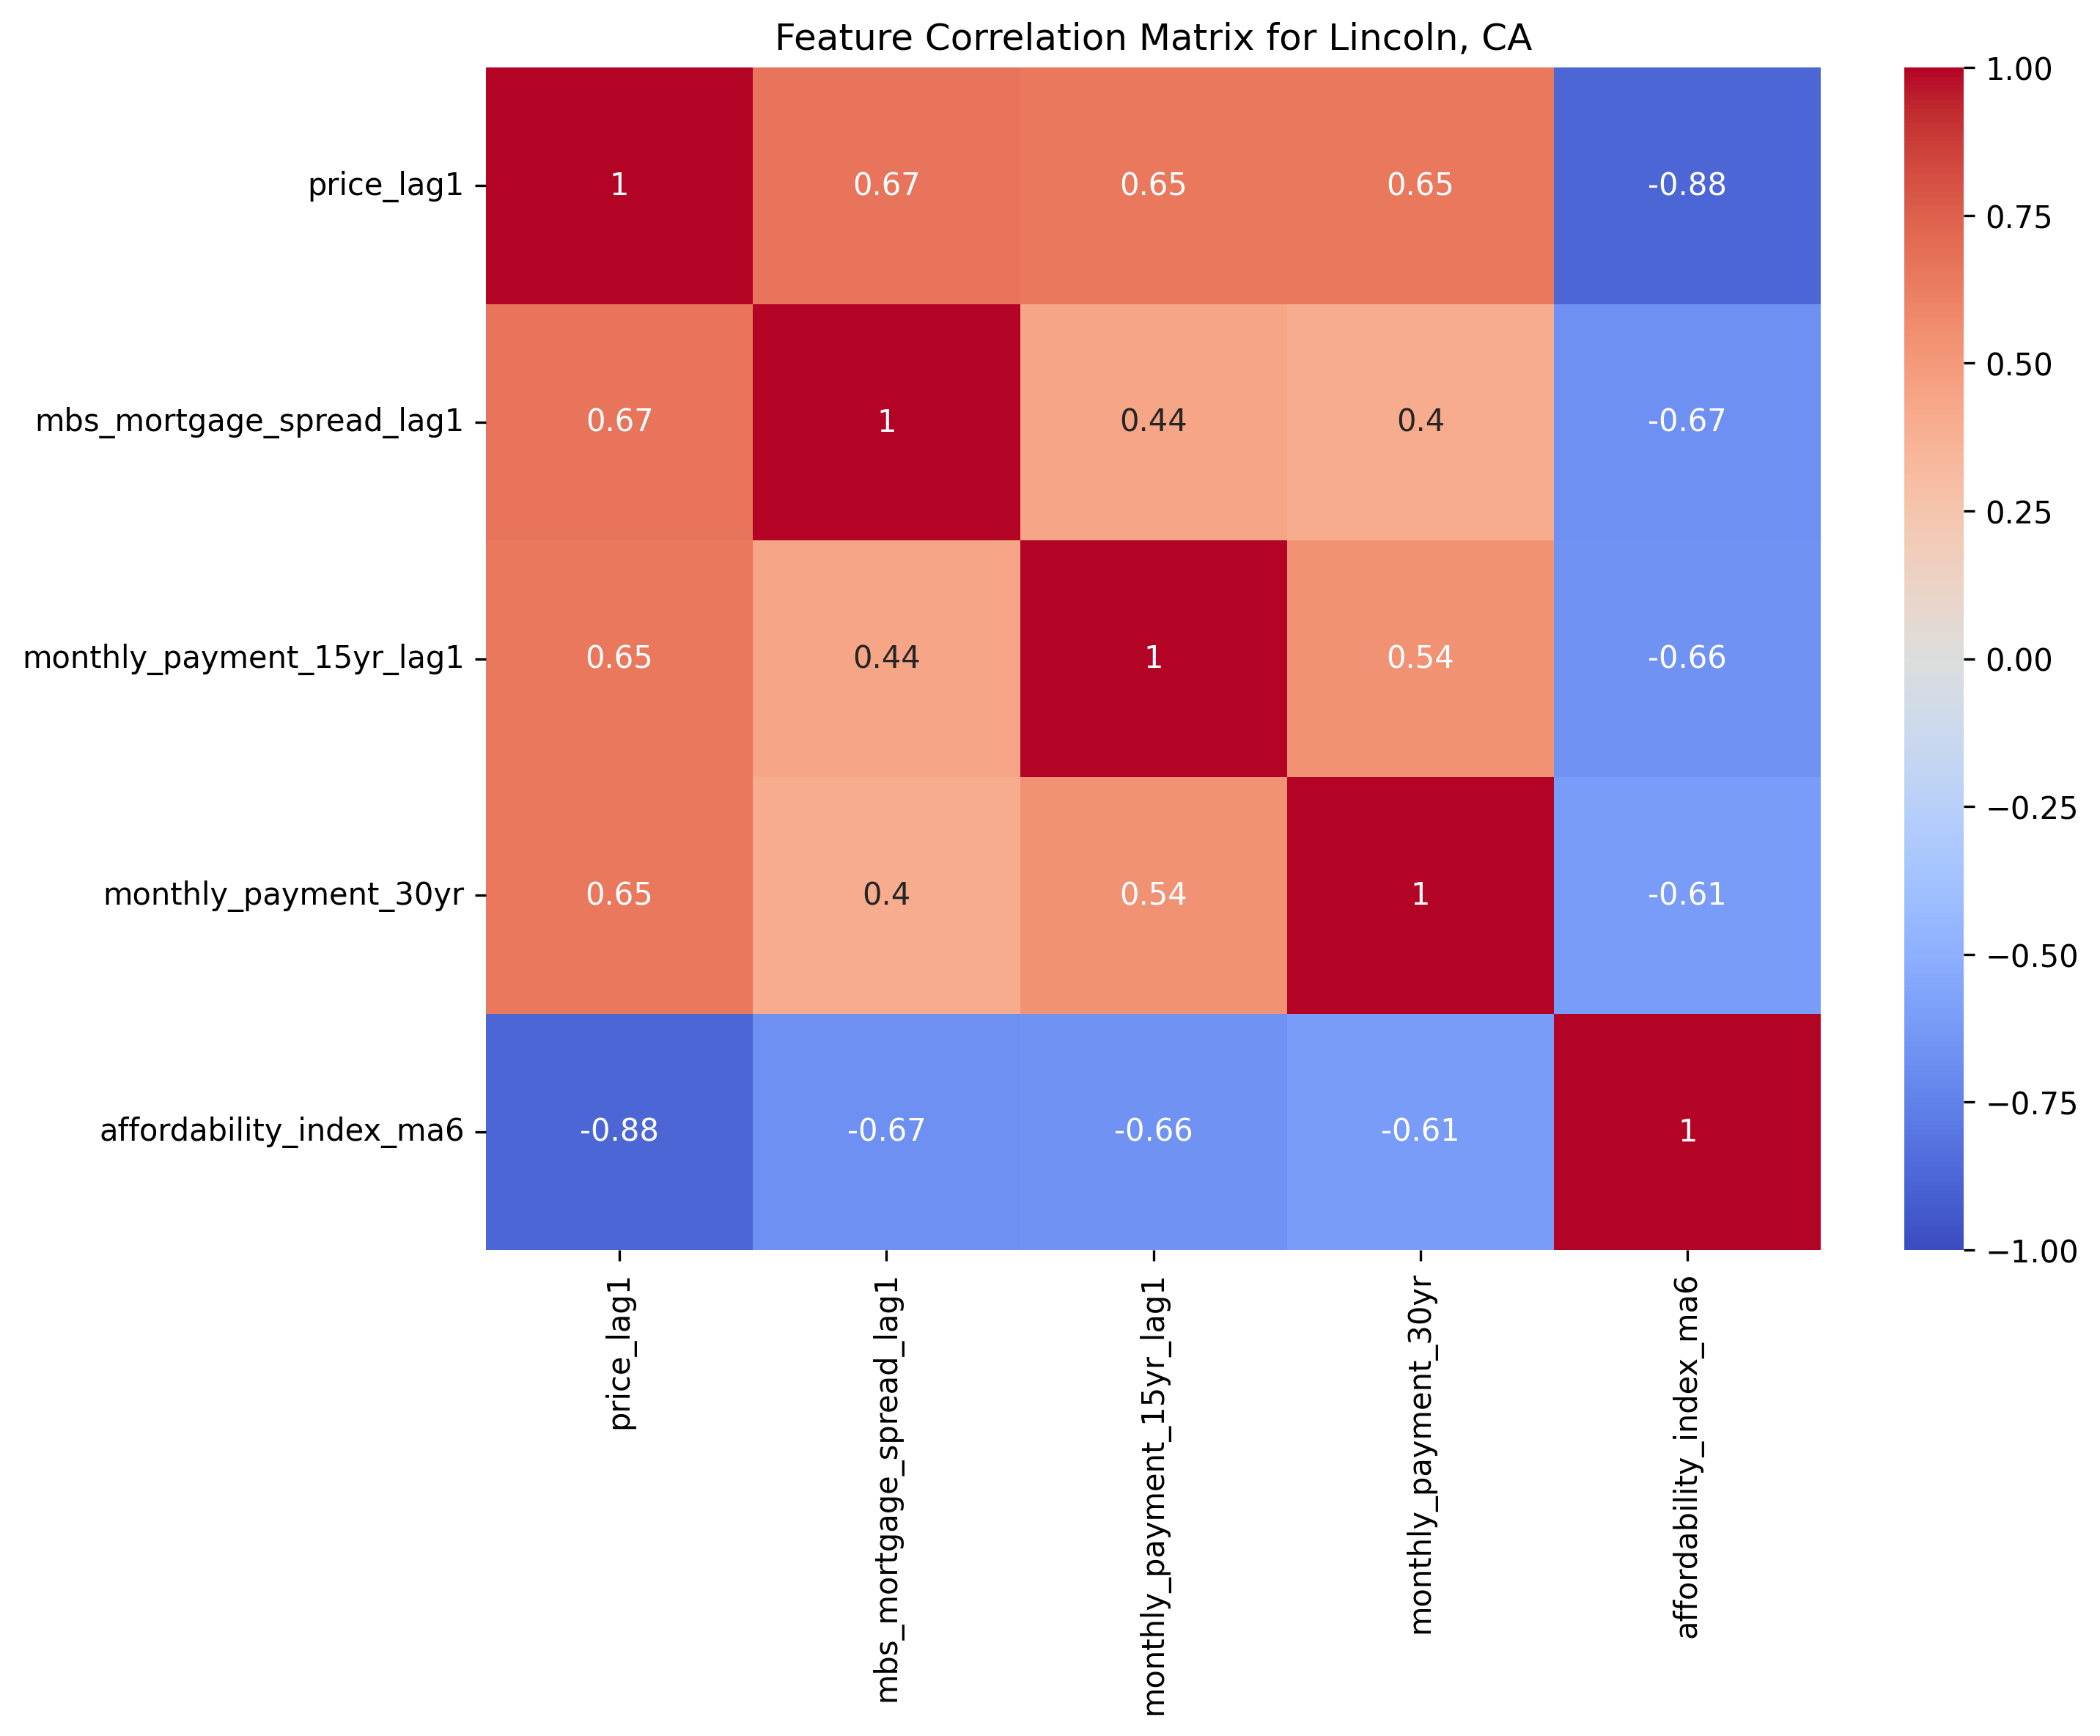 Feature Correlation Matrix for Lincoln, CA
price_lag1 1 0.67 0.65 0.65 -0.88
mbs_mortgage_spread_lag1 0.67 1 0.44 0.4 -0.67
monthly_payment_15yr_lag1 0.65 0.44 1 0.54 -0.66
monthly_payment_30yr 0.65 0.4 0.54 1 -0.61
affordability_index_ma6 -0.88 -0.67 -0.66 -0.61 1
price_lag1
mbs_mortgage_spread_lag1
monthly_payment_15yr_lag1
monthly_payment_30yr
affordability_index_ma6
1.00
0.75
0.50
0.25
0.00
−0.25
−0.50
−0.75
−1.00